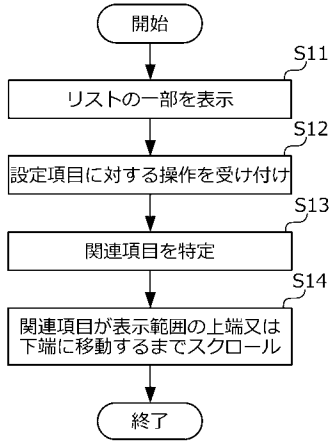 開始
S11
リストの一部を表示
S12
設定項目に対する操作を受け付け
S13
関連項目を特定
S14
関連項目が表示範囲の上端又は
下端に移動するまでスクロール
終了